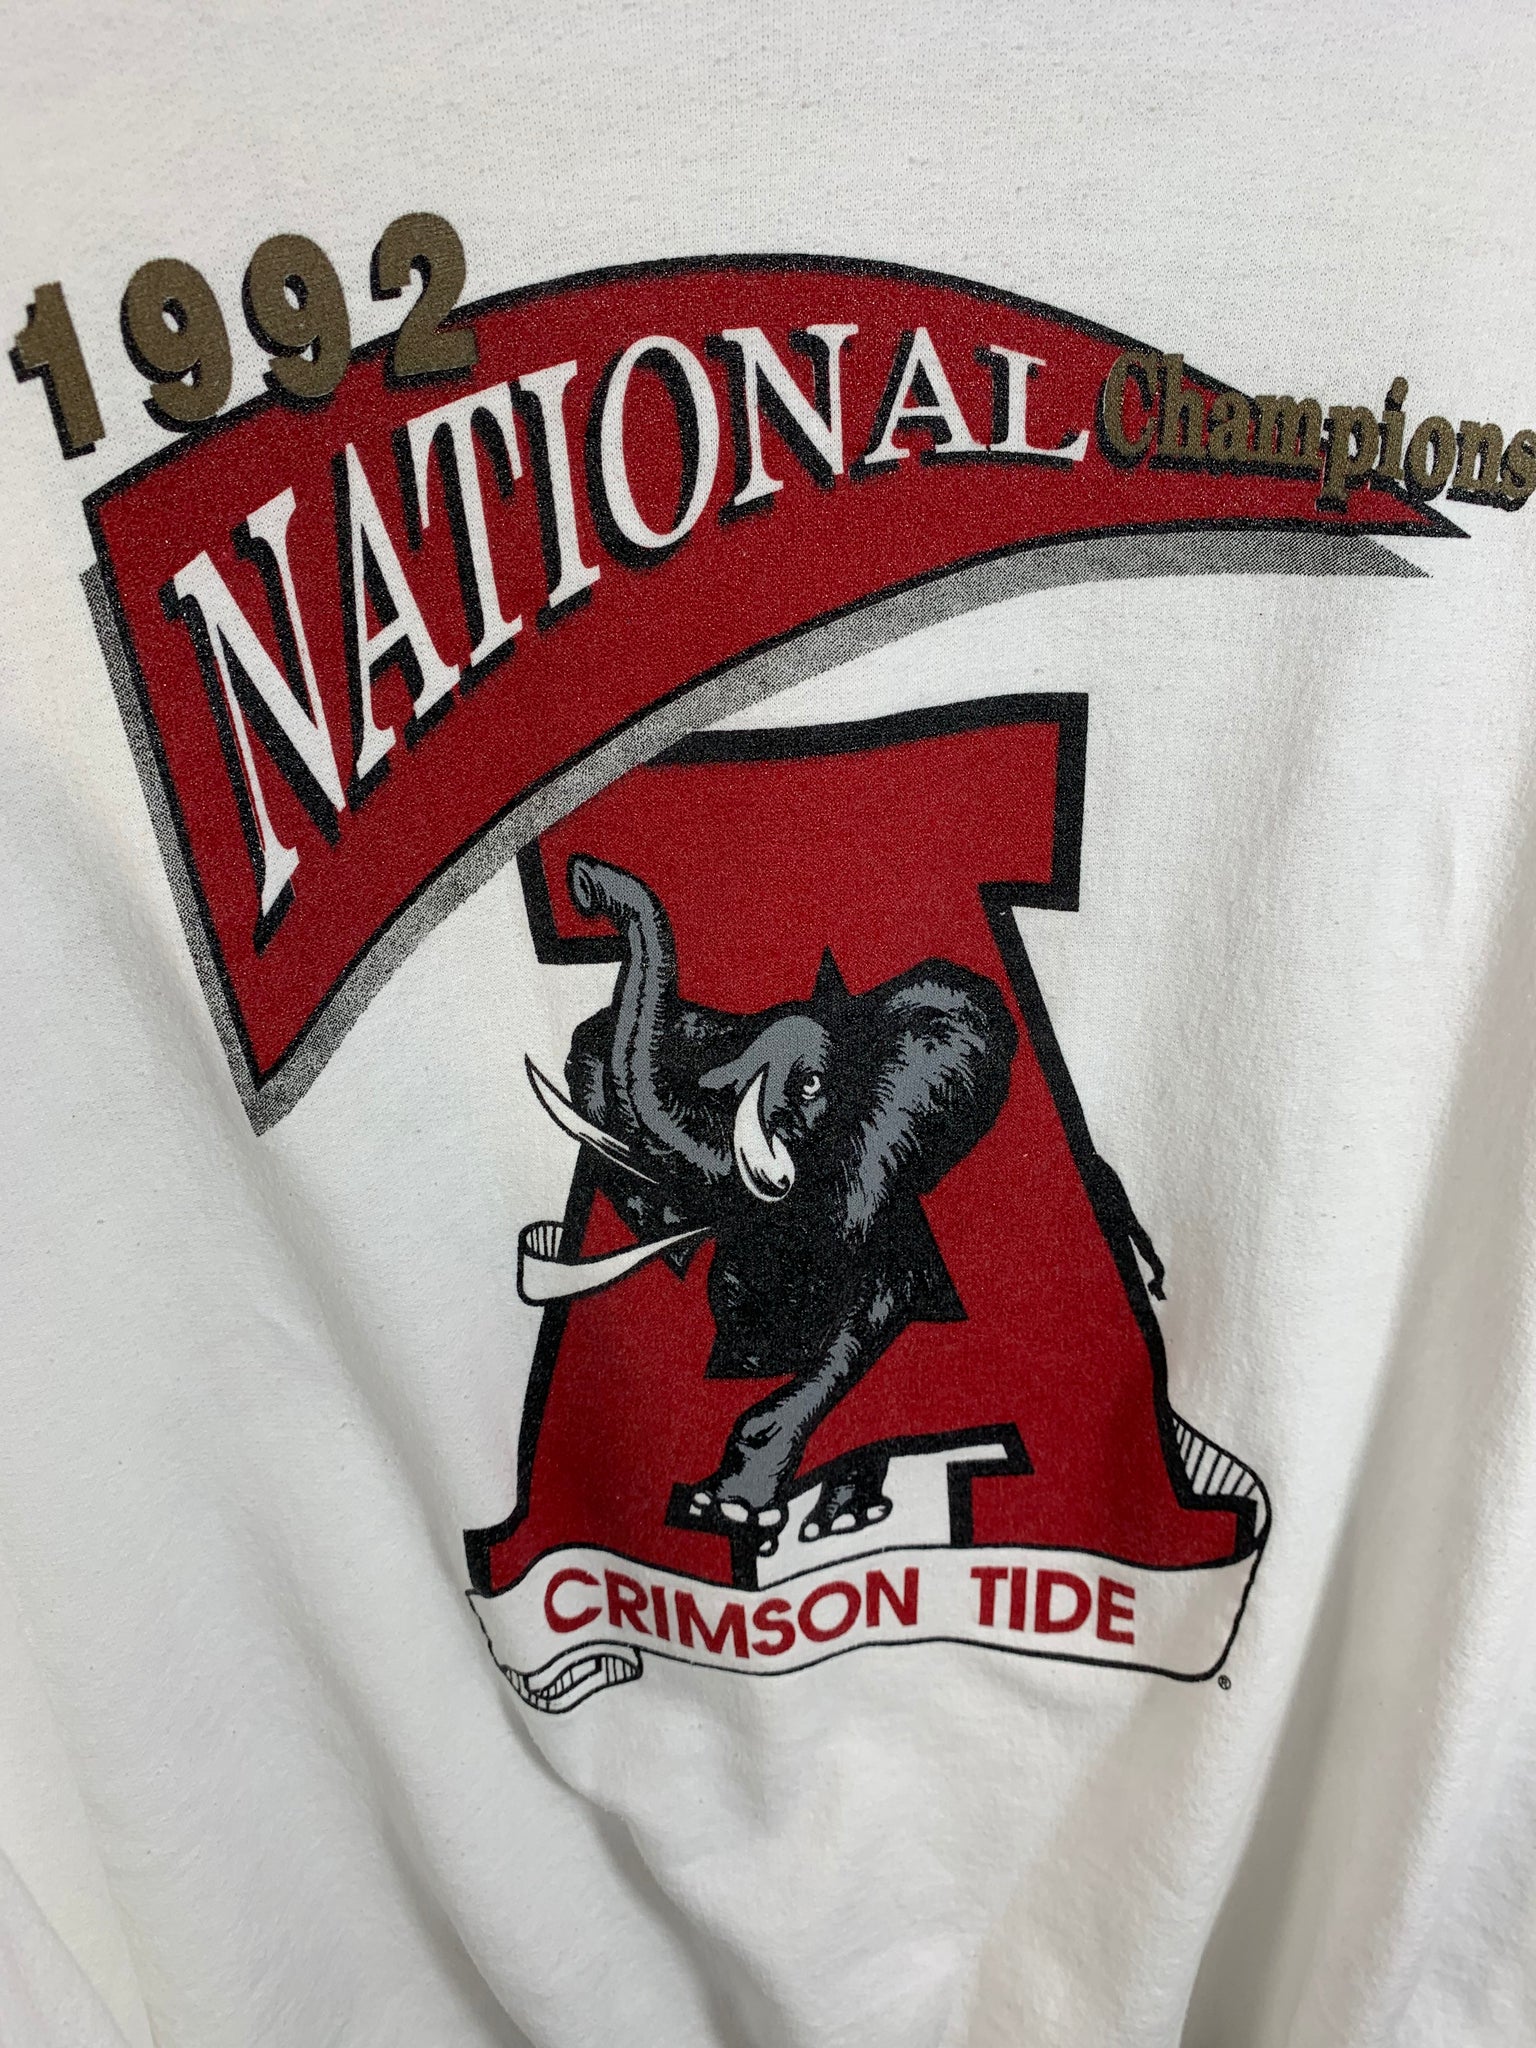 1992
NATIONAL Champions
A
CRIMSON TIDE
®